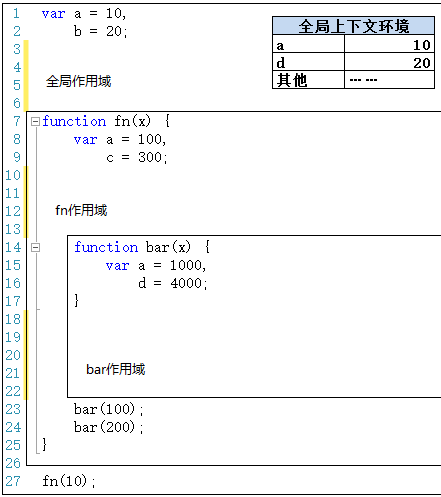 1 var a = 10,
2 b = 20;
3
4
5 全局作用域
6
7 function fn(x) {
8 var a = 100,
9 c = 300;
10
11
12 fn作用域
13
14 function bar(x) {
15 var a = 1000,
16 d = 4000;
17 }
18
19
20
21 bar作用域
22
23 bar(100);
24 bar(200);
25 }
26
27 fn(10);
全局上下文环境
a 10
d 20
其他 ……